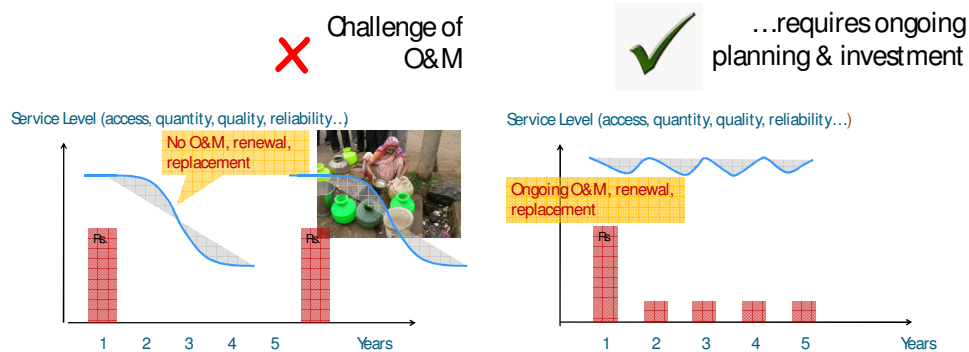 Challenge of
O&M
…requires ongoing
planning & investment
Service Level (access, quantity, quality, reliability…)
No O&M, renewal,
replacement
Rs.
Rs.
1 2 3 4 5 Years
Service Level (access, quantity, quality, reliability…)
Ongoing O&M, renewal,
replacement
Rs
1 2 3 4 5 Years